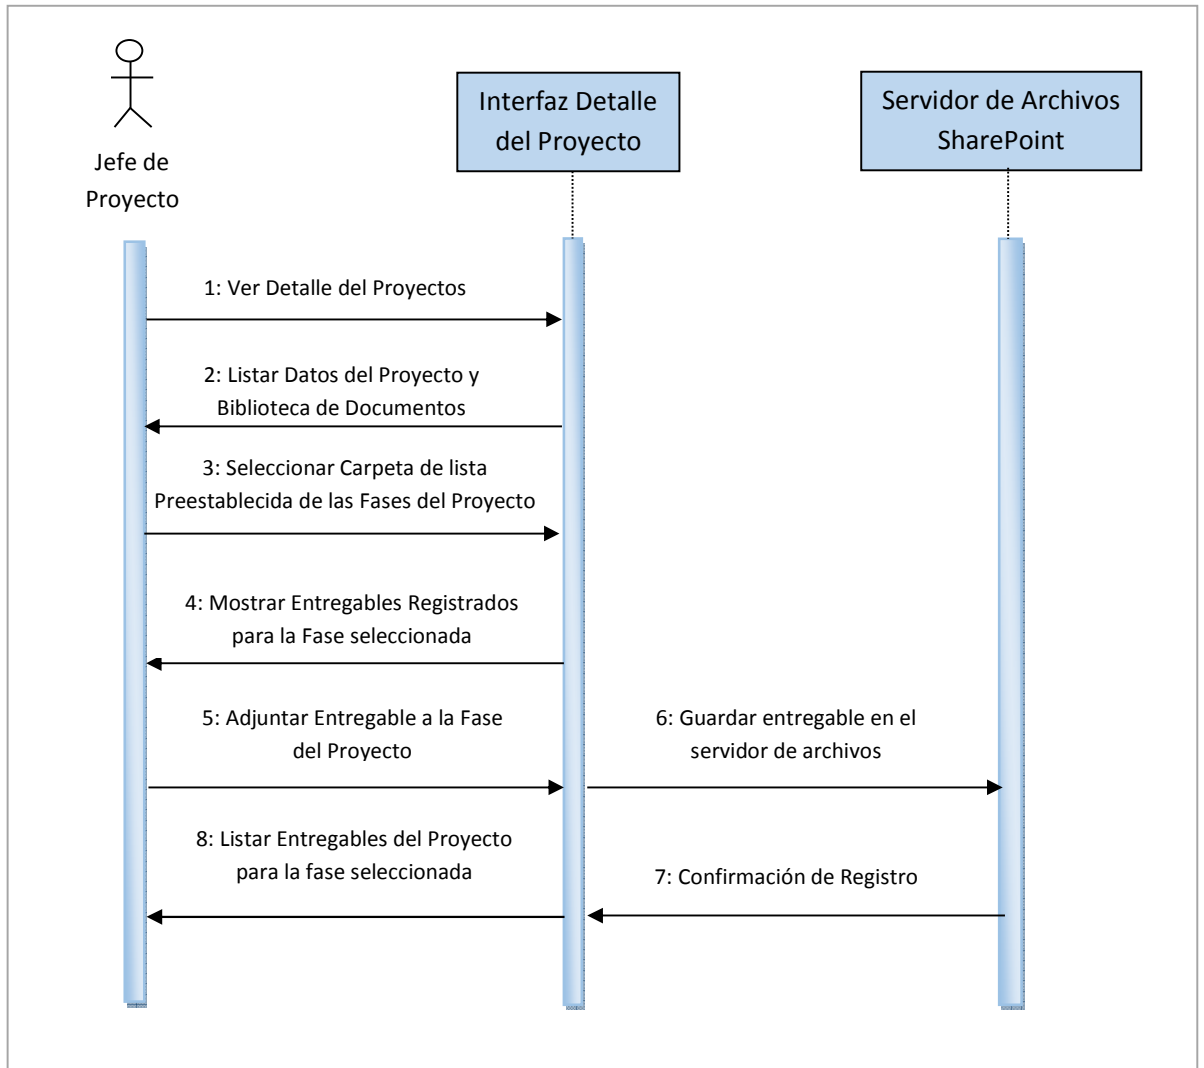 Jefe de
Proyecto
Interfaz Detalle
del Proyecto
Servidor de Archivos
SharePoint
1: Ver Detalle del Proyectos
2: Listar Datos del Proyecto y
Biblioteca de Documentos
3: Seleccionar Carpeta de lista
Preestablecida de las Fases del Proyecto
4: Mostrar Entregables Registrados
para la Fase seleccionada
5: Adjuntar Entregable a la Fase
del Proyecto
6: Guardar entregable en el
servidor de archivos
8: Listar Entregables del Proyecto
para la fase seleccionada
7: Confirmación de Registro